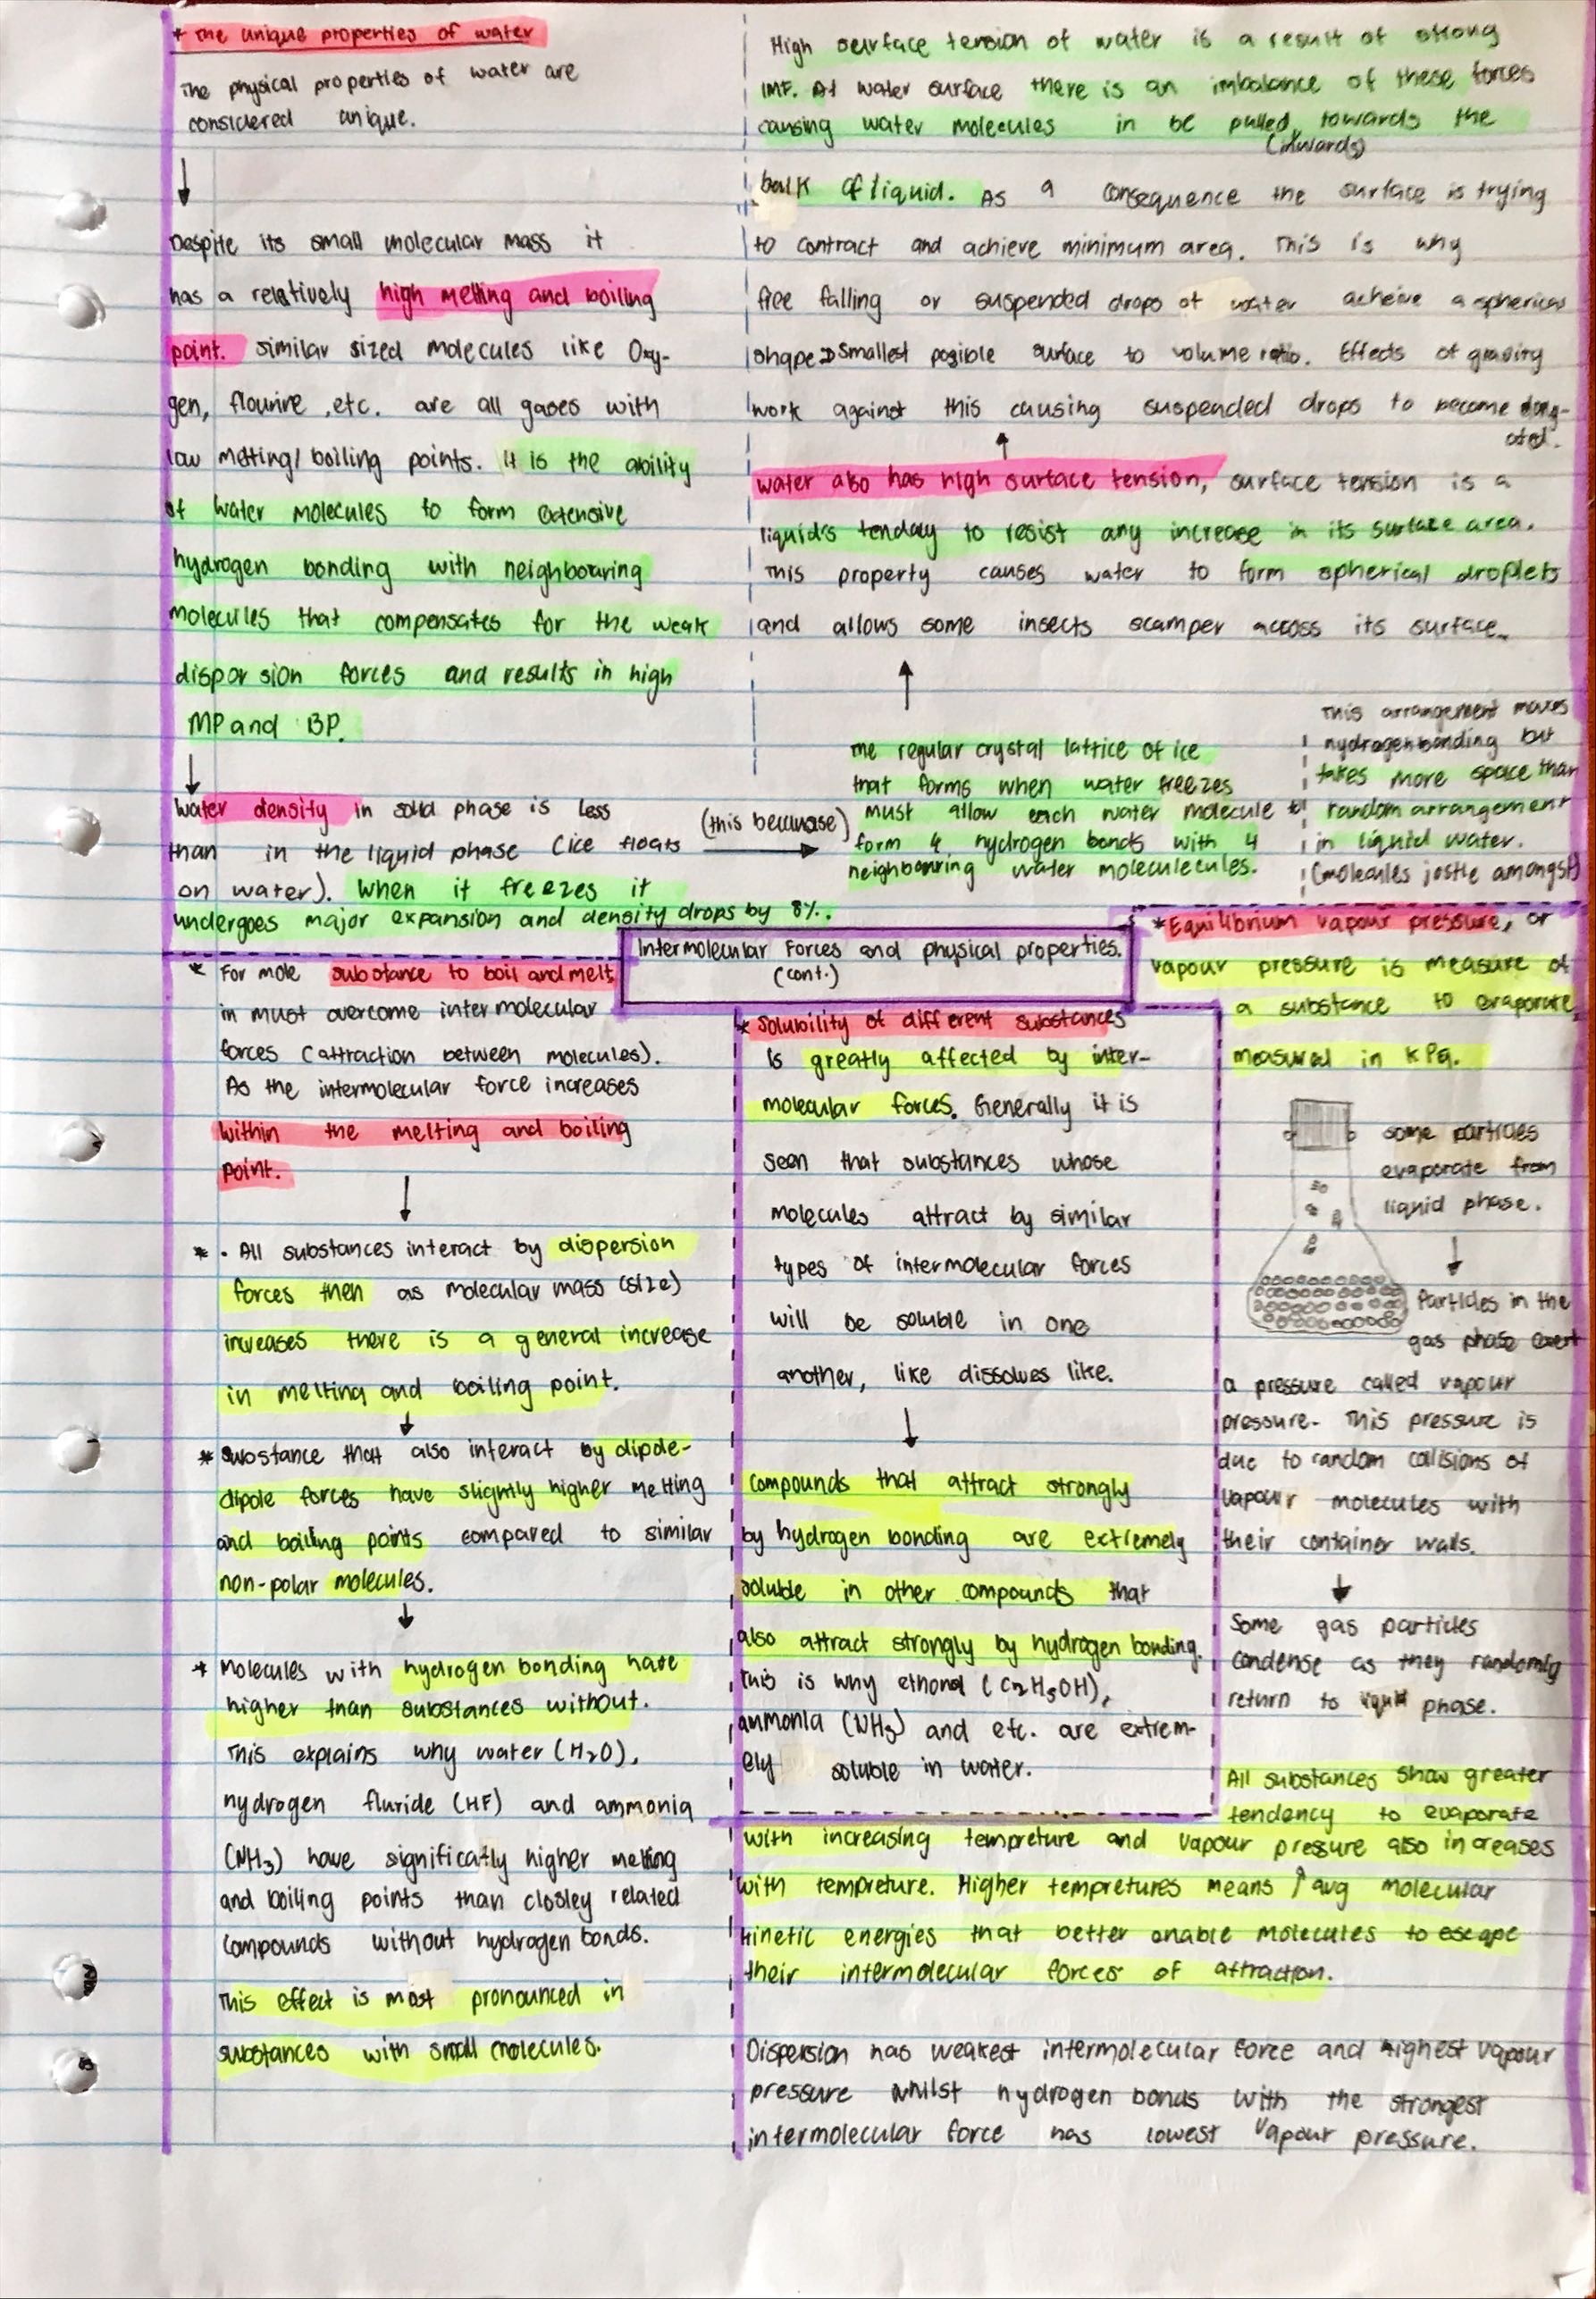 * The unique properties of water
The physical properties of water are
considered unique.
Despite its small molecular mass it
has a relatively high melting and boiling
point. similar sized molecules like Oxy-
gen, flourine, etc. are all gases with
low melting/boiling points. it is the ability
of water molecules to form extensive
hydrogen bonding with neighbouring
molecules that compensates for the weak
dispersion forces and results in high
MP and BP.
Water density in solid phase is less
than in the liquid phase (ice floats
on water). When it freezes it
undergoes major expansion and density drops by 8%.
(this becuase)
the regular crystal lattice of ice
that forms when water freezes
must allow each water molecule to
form 4 hydrogen bonds with 4
neighbouring water moleculecules.
This arrangement maxes
hydrogen bonding but
takes more space than
random arrangement
in liquid water.
(molecules jostle amongst)
water also has high surface tension, surface tension is a
liquid's tendacy to resist any increase in its surface area.
This property causes water to form spherical droplets
and allows some insects scamper across its surface.
High surface tension of water is a result of strong
IMF. At water surface there is an imbalance of these forces
causing water molecules in be pulled towards the
(inwards)
bulk of liquid. As a consequence the surface is trying
to contract and achieve minimum area. This is why
free falling or suspended drops of water acheive a spherical
shape → smallest posible surface to volume ratio. Effects of gravity
work against this causing suspended drops to become elong-
ated.
Intermolecular Forces and physical properties.
(cont.)
* For mole substance to boil and melt
in must overcome intermolecular
forces (attraction between molecules).
As the intermolecular force increases
within the melting and boiling
point.
* . All substances interact by dispersion
forces then as molecular mass (size)
increases there is a general increase
in melting and boiling point.
* Substance that also interact by dipole-
dipole forces have slightly higher melting
and boiling points compared to similar
non-polar molecules.
* Molecules with hydrogen bonding have
higher than substances without.
This explains why water (H2O),
hydrogen fluride (HF) and ammonia
(NH3) have significatly higher melting
and boiling points than closley related
compounds without hydrogen bonds.
This effect is most pronounced in
substances with small molecules.
* Solubility of different substances
is greatly affected by inter-
molecular forces. Generally it is
seen that substances whose
molecules attract by similar
types of intermolecular forces
will be soluble in one
another, like dissolves like.
compounds that attract strongly
by hydrogen bonding are extremely
soluble in other compounds that
also attract strongly by hydrogen bonding.
This is why ethanol (C2H5OH),
ammonia (NH3) and etc. are extrem-
ely soluble in water.
* Equilibrium vapour pressure, or
vapour pressure is measure of
a substance to evaporate,
measured in KPa.
some particles
evaporate from
liquid phase.
Particles in the
gas phase exert
a pressure called vapour
pressure- This pressure is
due to random collisions of
vapour molecules with
their container walls.
Some gas particles
condense as they randomly
return to liquid phase.
All substances show greater
tendency to evaporate
with increasing tempreture and vapour pressure also increases
with tempreture. Higher tempretures means ↑ avg molecular
kinetic energies that better enable molecules to escape
their intermolecular forces of attraction.
Dispersion has weakest intermolecular force and highest vapour
pressure whilst hydrogen bonds with the strongest
intermolecular force has lowest vapour pressure.